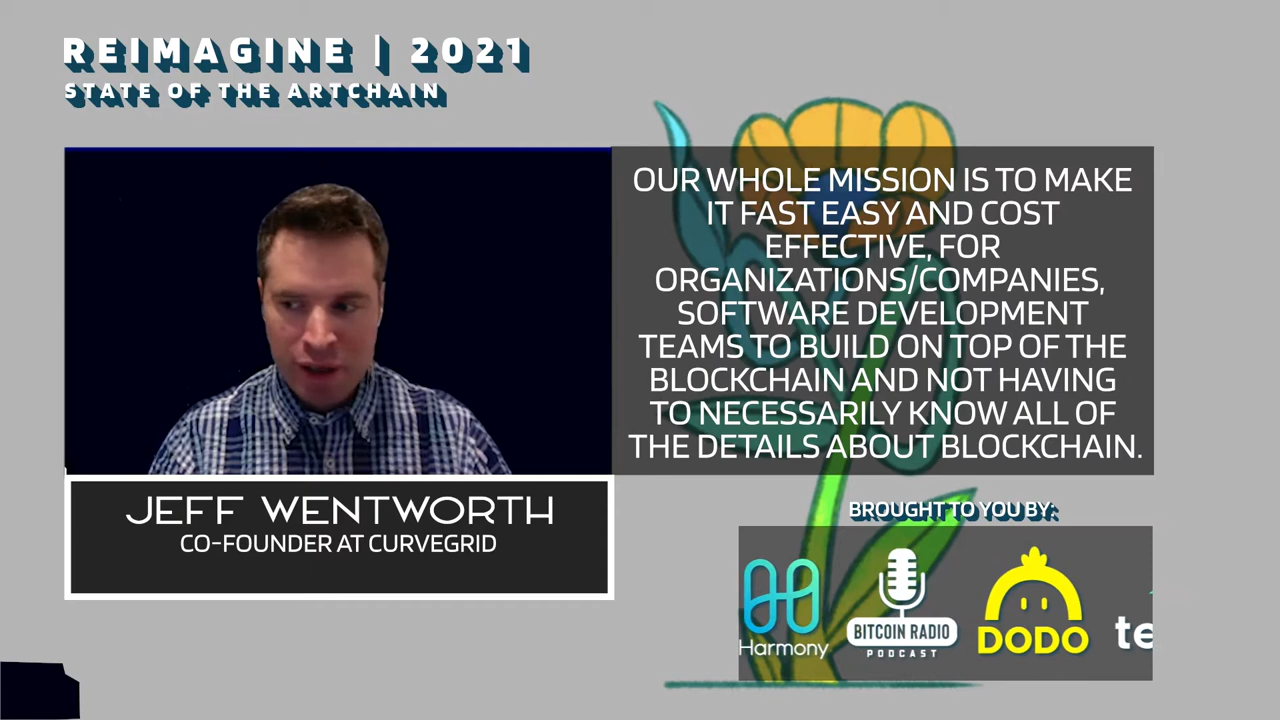 REIMAGINE | 2021
STATE OF THE ARTCHAIN
OUR WHOLE MISSION IS TO MAKE
IT FAST EASY AND COST
EFFECTIVE, FOR
ORGANIZATIONS/COMPANIES,
SOFTWARE DEVELOPMENT
TEAMS TO BUILD ON TOP OF THE
BLOCKCHAIN AND NOT HAVING
TO NECESSARILY KNOW ALL OF
THE DETAILS ABOUT BLOCKCHAIN.
JEFF WENTWORTH
CO-FOUNDER AT CURVEGRID
BROUGHT TO YOU BY:
Harmony
BITCOIN RADIO
PODCAST
DODO
te